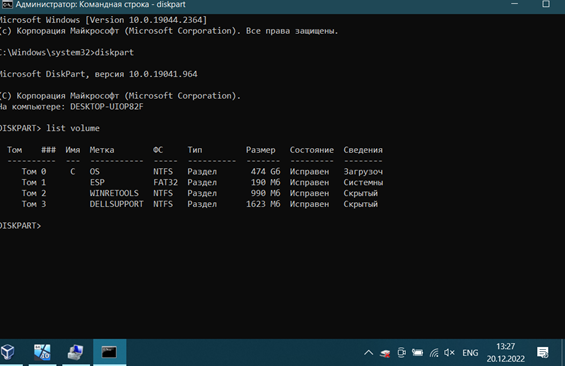 Администратор: Командная строка - diskpart
Microsoft Windows [Version 10.0.19044.2364]
(c) Корпорация Майкрософт (Microsoft Corporation). Все права защищены.
C:\Windows\system32>diskpart
Microsoft DiskPart, версия 10.0.19041.964
(C) Корпорация Майкрософт (Microsoft Corporation).
На компьютере: DESKTOP-UIOP82F
DISKPART> list volume
Том ### Имя Метка ФС Тип Размер Состояние Сведения
---------- --- ----------- ----- ---------- ------- --------- --------
Том 0 C OS NTFS Раздел 474 Gб Исправен Загрузоч
Том 1 ESP FAT32 Раздел 190 Mб Исправен Системны
Том 2 WINRETOOLS NTFS Раздел 990 Mб Исправен Скрытый
Том 3 DELLSUPPORT NTFS Раздел 1623 Mб Исправен Скрытый
DISKPART>
ENG
13:27
20.12.2022